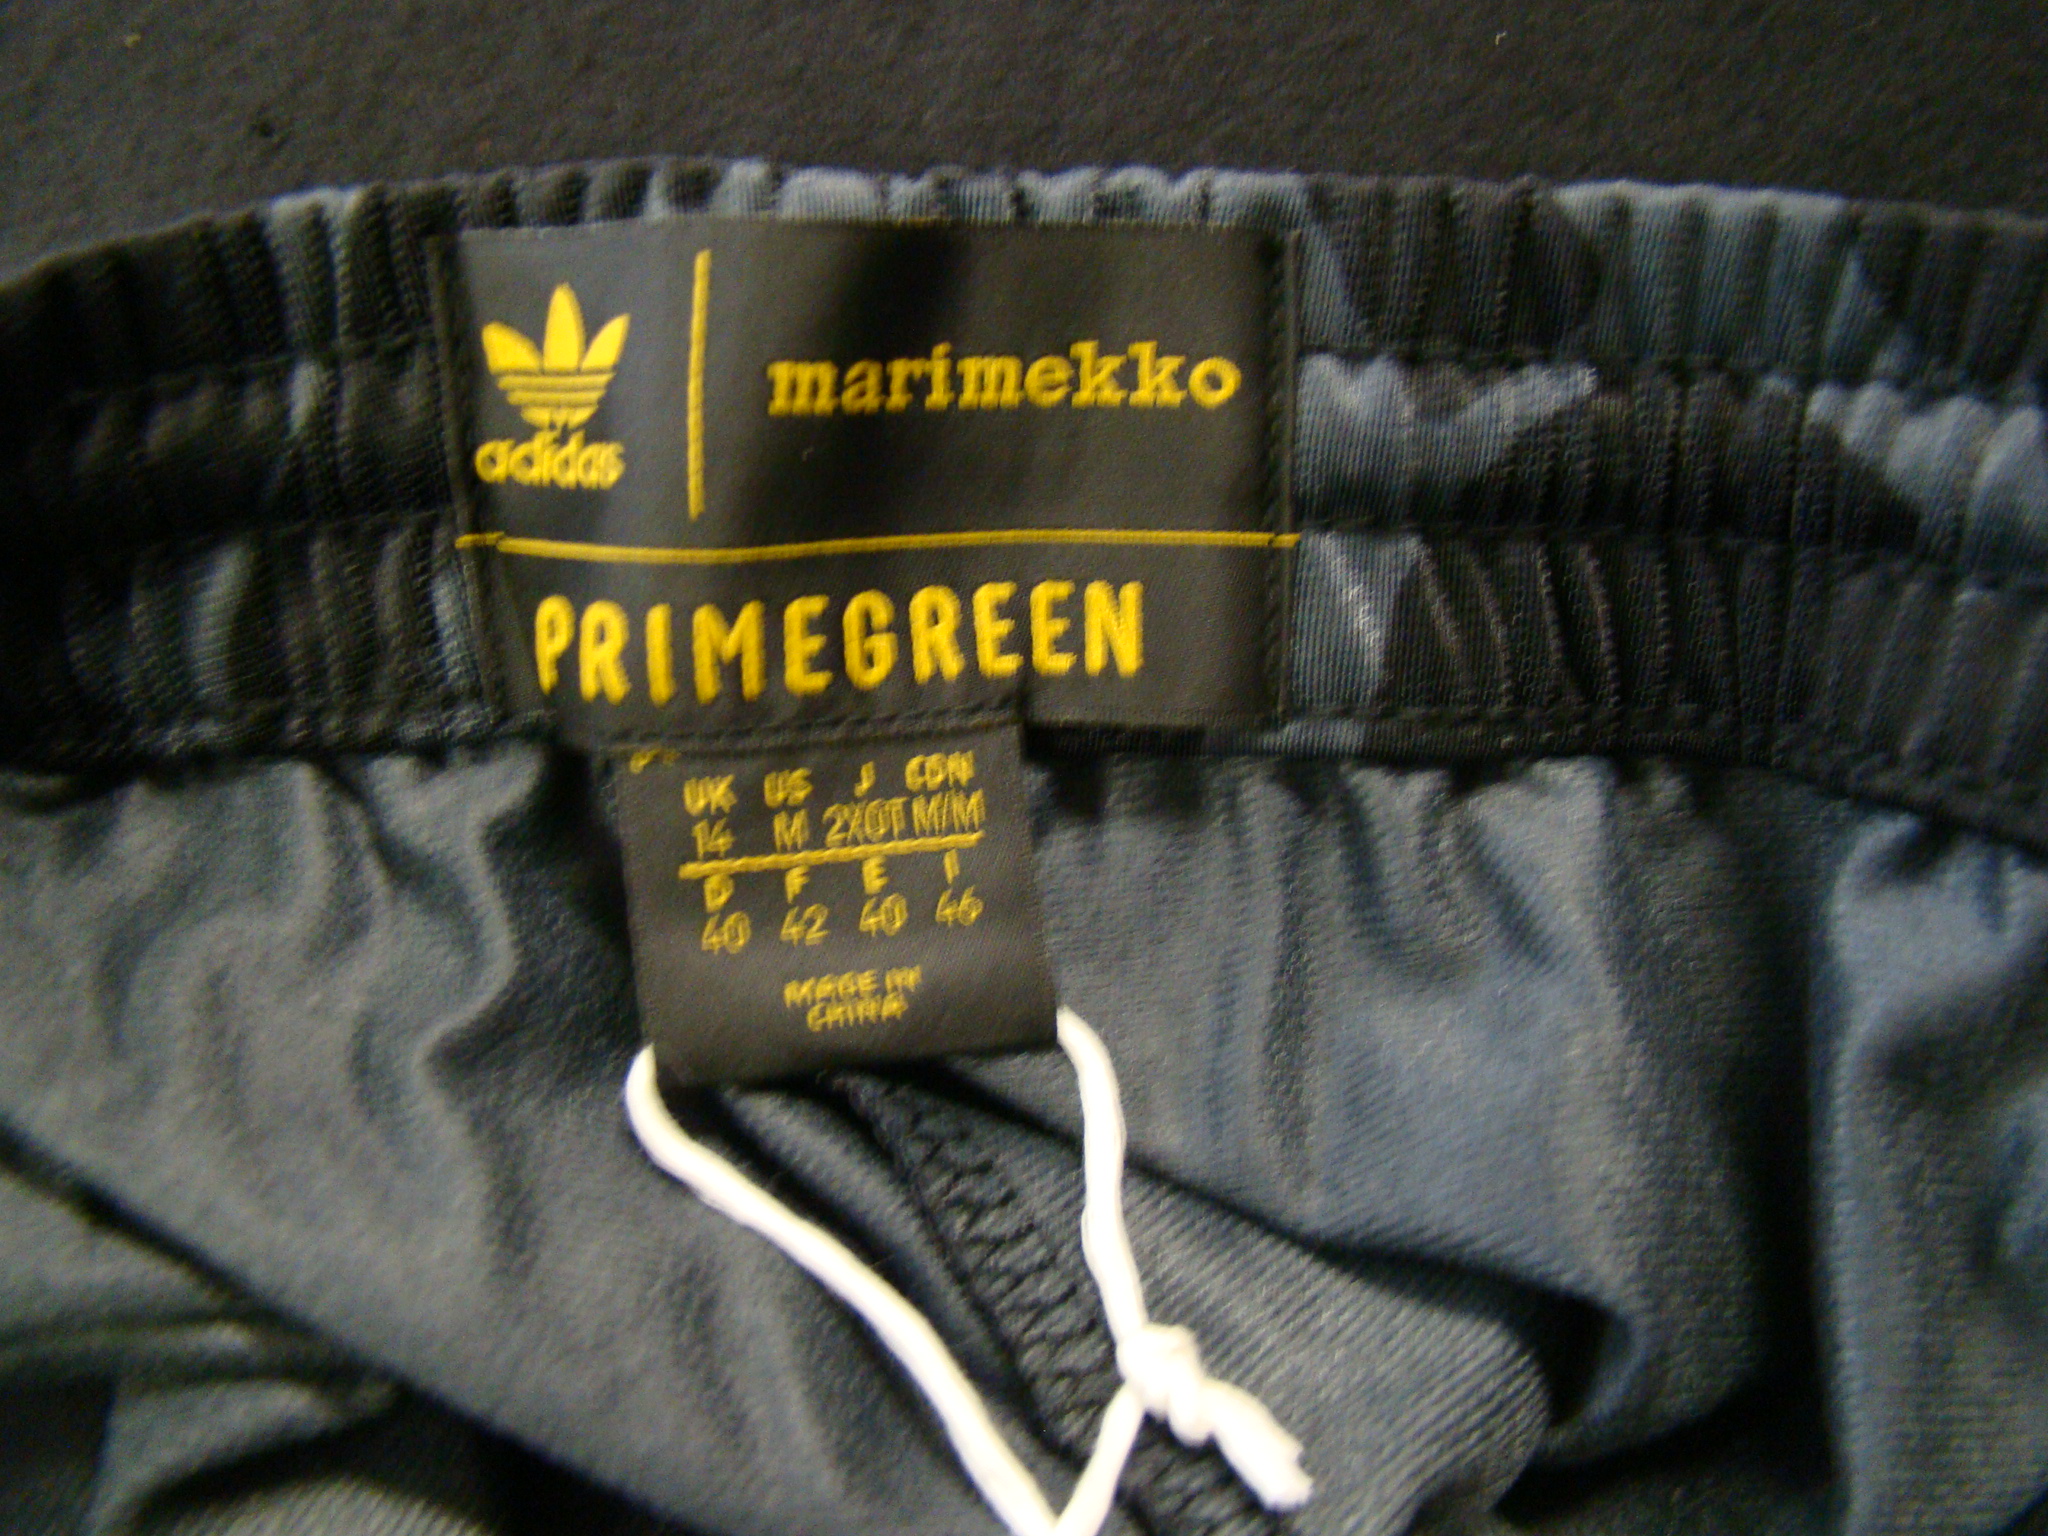 adidas
marimekko
PRIMEGREEN
UK US J CDN
14 M 2XOT M/M
D F E I
40 42 40 46
MADE IN
CHINA